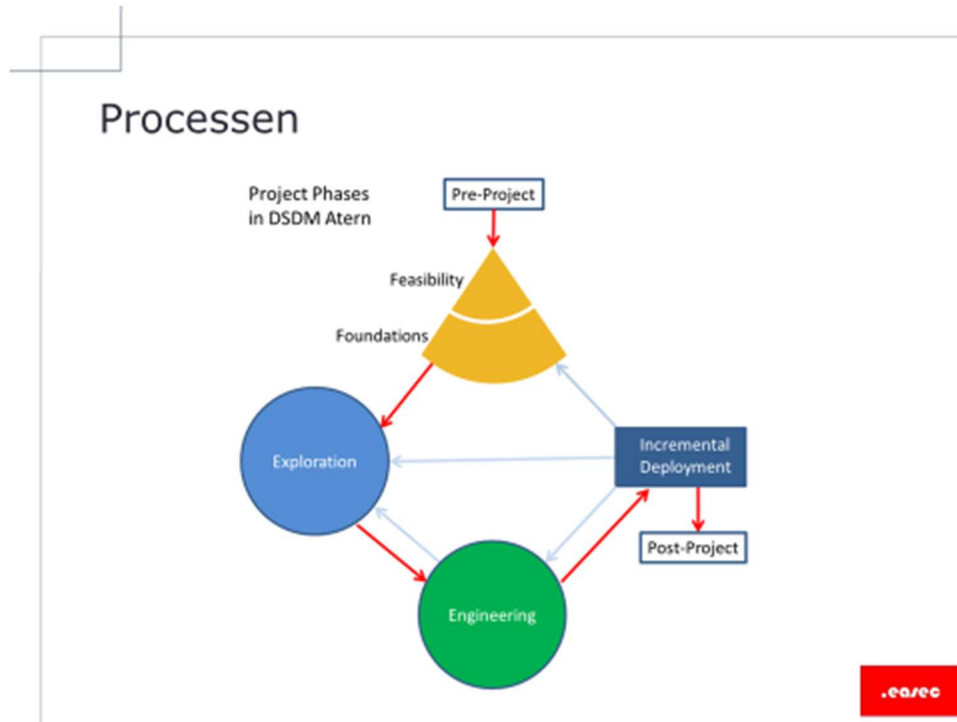 Processen
Project Phases
in DSDM Atern
Pre-Project
Feasibility
Foundations
Exploration
Incremental
Deployment
Post-Project
Engineering
.easec